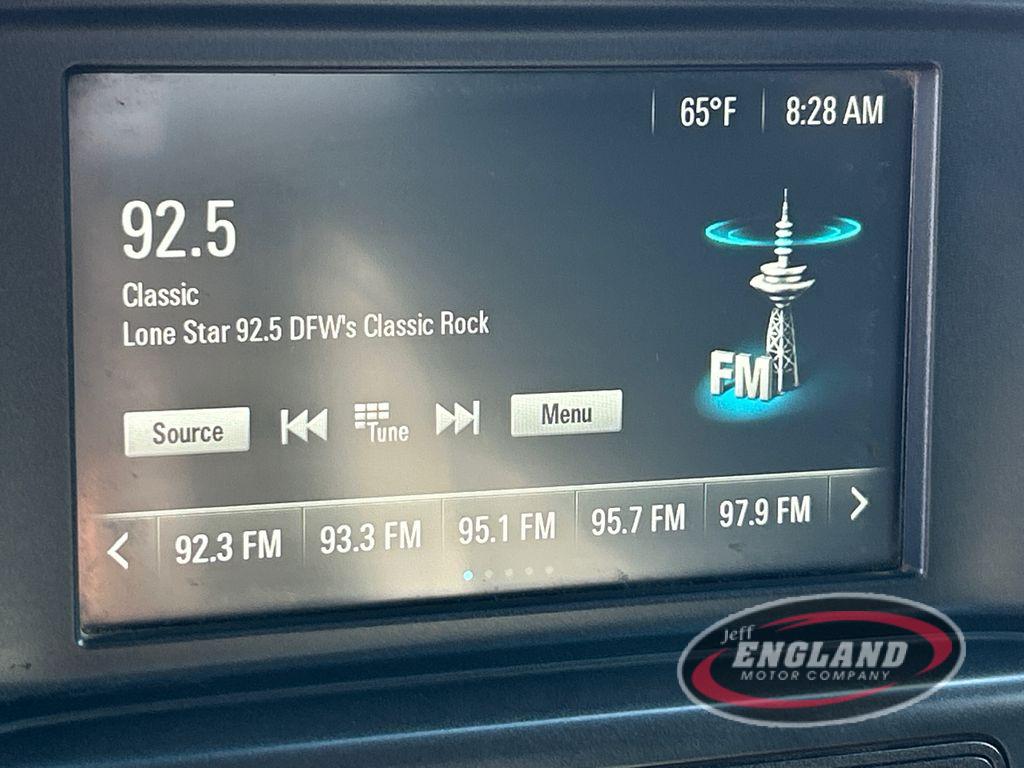 65°F 8:28 AM
92.5
Classic
Lone Star 92.5 DFW's Classic Rock
FM
Source Tune Menu
92.3 FM 93.3 FM 95.1 FM 95.7 FM 97.9 FM
Jeff
ENGLAND
MOTOR COMPANY